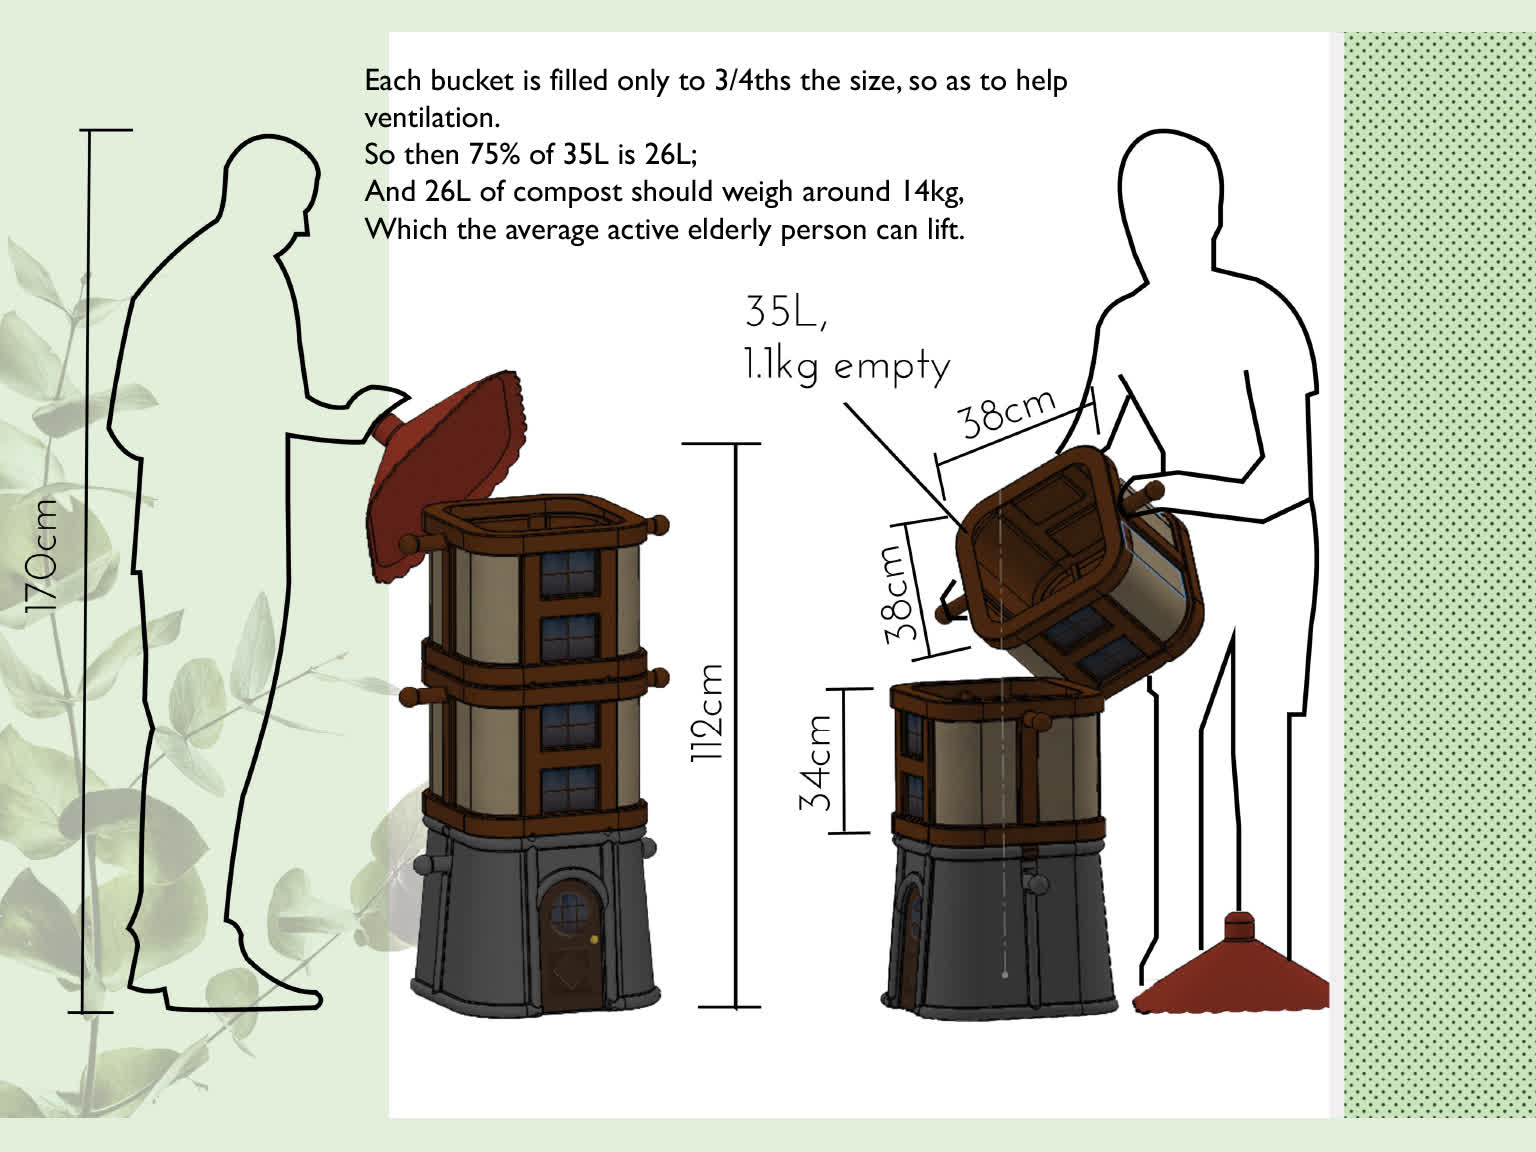 Each bucket is filled only to 3/4ths the size, so as to help
ventilation.
So then 75% of 35L is 26L;
And 26L of compost should weigh around 14kg,
Which the average active elderly person can lift.
35L,
1.1kg empty
38cm
38cm
170cm
112cm
34cm